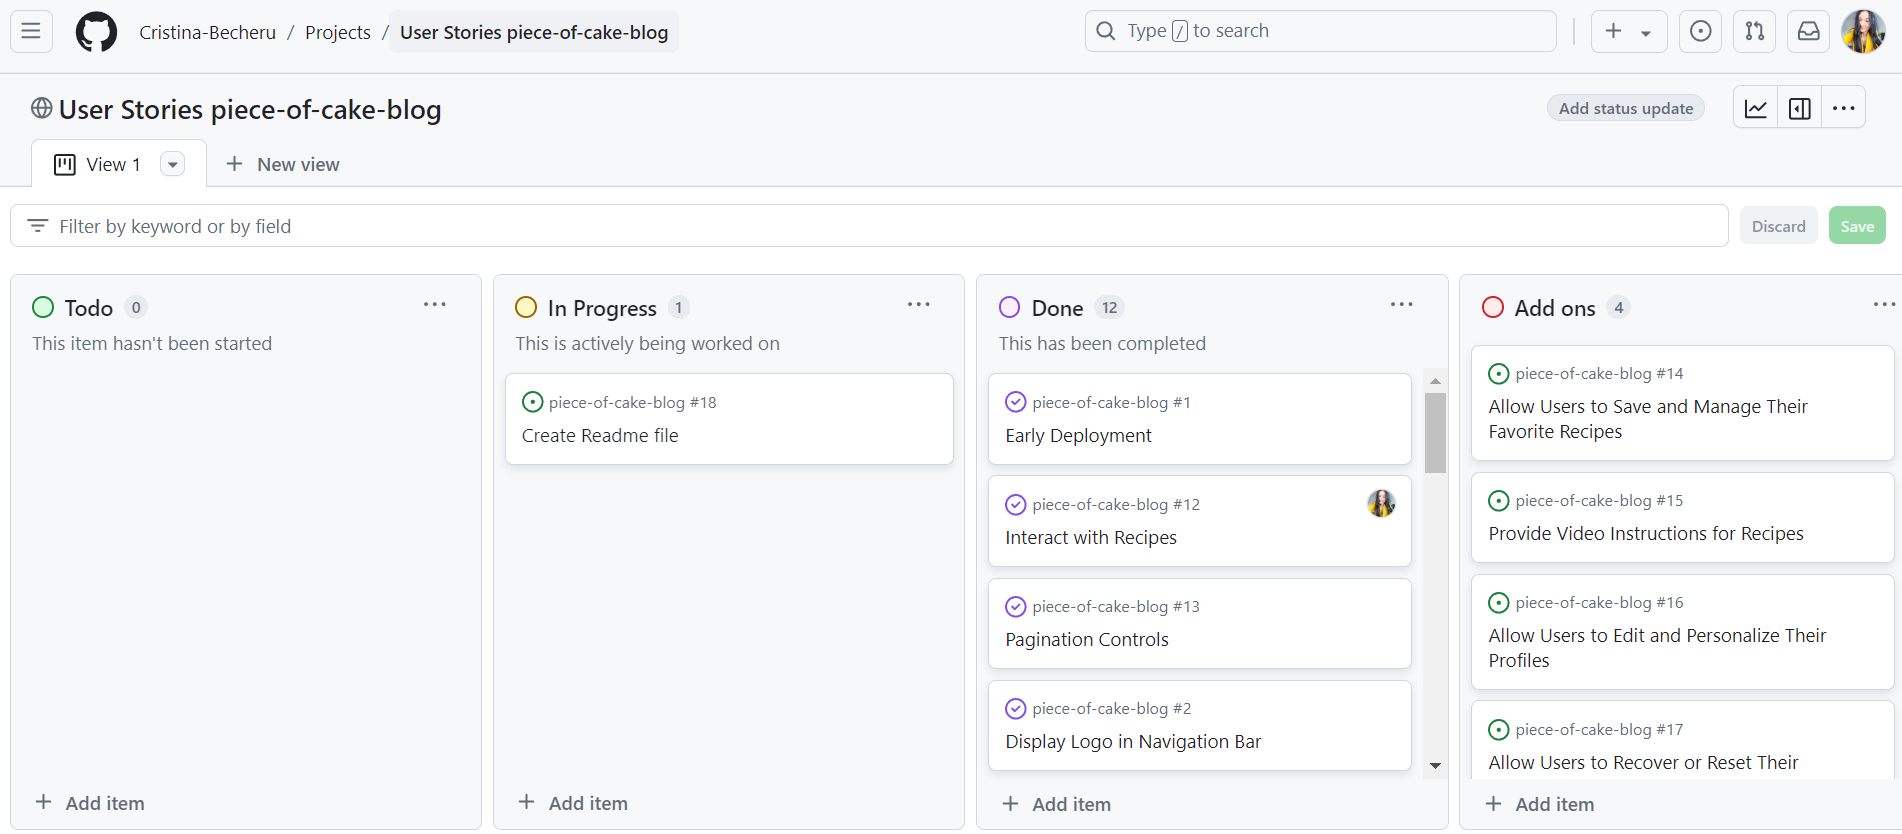 Cristina-Becheru / Projects / User Stories piece-of-cake-blog
Type / to search
User Stories piece-of-cake-blog
Add status update
View 1
New view
Filter by keyword or by field
Discard
Save
Todo 0
This item hasn't been started
Add item
In Progress 1
This is actively being worked on
piece-of-cake-blog #18
Create Readme file
Add item
Done 12
This has been completed
piece-of-cake-blog #1
Early Deployment
piece-of-cake-blog #12
Interact with Recipes
piece-of-cake-blog #13
Pagination Controls
piece-of-cake-blog #2
Display Logo in Navigation Bar
Add item
Add ons 4
piece-of-cake-blog #14
Allow Users to Save and Manage Their
Favorite Recipes
piece-of-cake-blog #15
Provide Video Instructions for Recipes
piece-of-cake-blog #16
Allow Users to Edit and Personalize Their
Profiles
piece-of-cake-blog #17
Allow Users to Recover or Reset Their
Add item